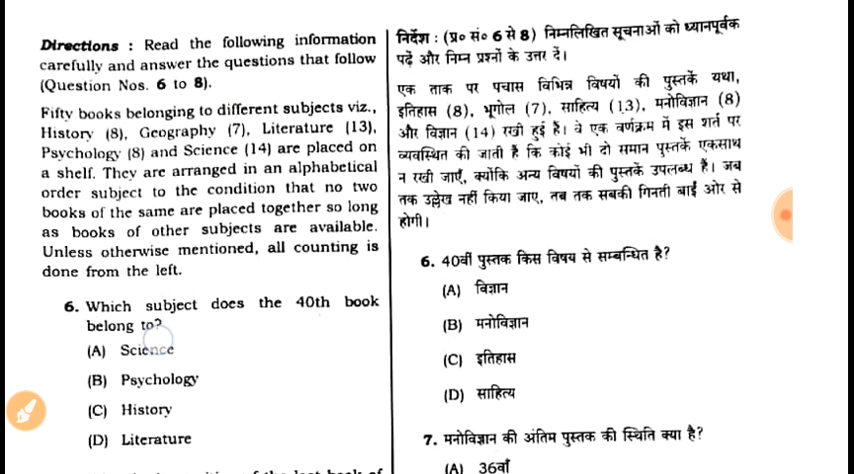 Directions : Read the following information
carefully and answer the questions that follow
(Question Nos. 6 to 8).
Fifty books belonging to different subjects viz.,
History (8), Geography (7), Literature (13),
Psychology (8) and Science (14) are placed on
a shelf. They are arranged in an alphabetical
order subject to the condition that no two
books of the same are placed together so long
as books of other subjects are available.
Unless otherwise mentioned, all counting is
done from the left.
6. Which subject does the 40th book
belong to?
(A) Science
(B) Psychology
(C) History
(D) Literature
निर्देश : (प्र० सं० 6 से 8) निम्नलिखित सूचनाओं को ध्यानपूर्वक
पढ़ें और निम्न प्रश्नों के उत्तर दें।
एक ताक पर पचास विभिन्न विषयों की पुस्तकें यथा,
इतिहास (8), भूगोल (7), साहित्य (13), मनोविज्ञान (8)
और विज्ञान (14) रखी हुई हैं। वे एक वर्णक्रम में इस शर्त पर
व्यवस्थित की जाती हैं कि कोई भी दो समान पुस्तकें एकसाथ
न रखी जाएँ, क्योंकि अन्य विषयों की पुस्तकें उपलब्ध हैं। जब
तक उल्लेख नहीं किया जाए, तब तक सबकी गिनती बाईं ओर से
होगी।
6. 40वीं पुस्तक किस विषय से सम्बन्धित है?
(A) विज्ञान
(B) मनोविज्ञान
(C) इतिहास
(D) साहित्य
7. मनोविज्ञान की अंतिम पुस्तक की स्थिति क्या है?
(A) 36वाँ